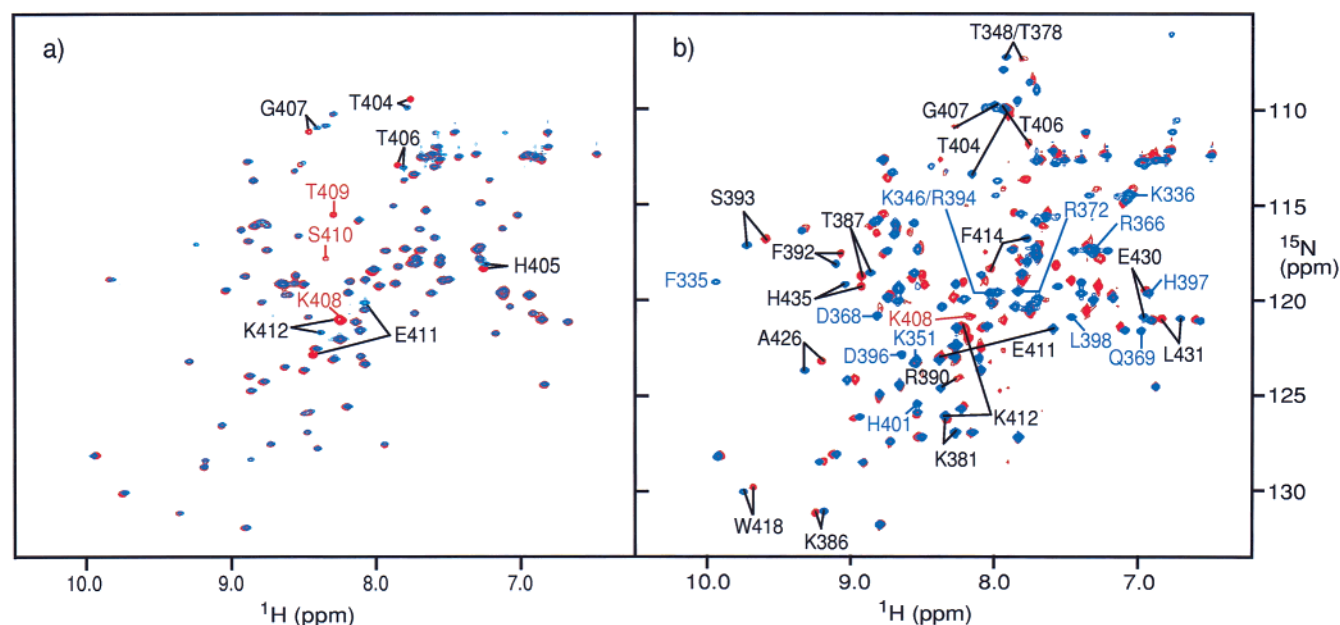 a)
G407
T404
T406
T409
S410
H405
K408
K412
E411
10.0
9.0
8.0
7.0
¹H (ppm)
b)
T348/T378
G407
T406
T404
S393
K346/R394
K336
T387
R372
R366
F392
F414
E430
F335
H435
H397
D368
K408
A426
K351
E411
L398
L431
D396
R390
Q369
H401
K412
K381
W418
K386
110
115
¹⁵N
(ppm)
120
125
130
10.0
9.0
8.0
7.0
¹H (ppm)